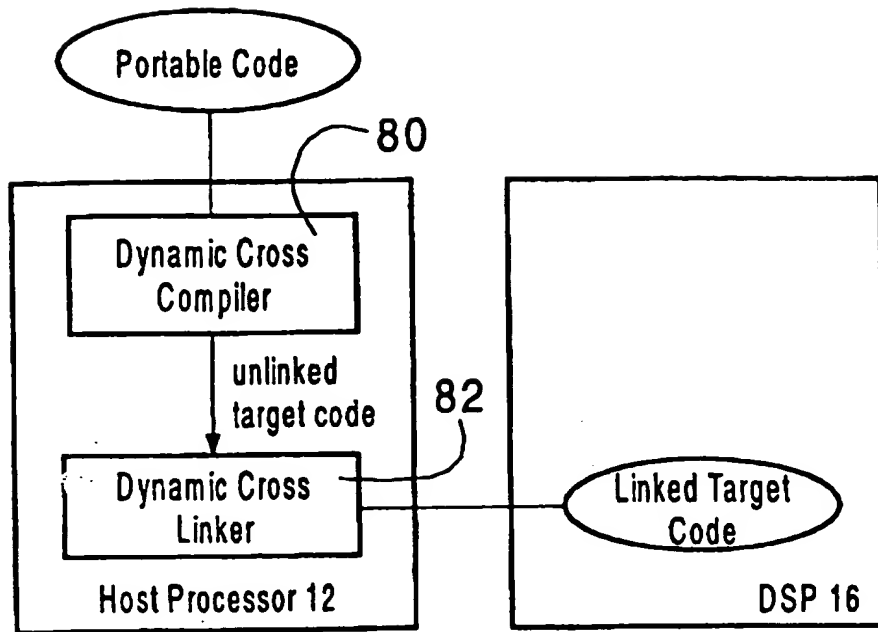 Portable Code
80
Dynamic Cross
Compiler
unlinked
target code
82
Dynamic Cross
Linker
Linked Target
Code
Host Processor 12
DSP 16